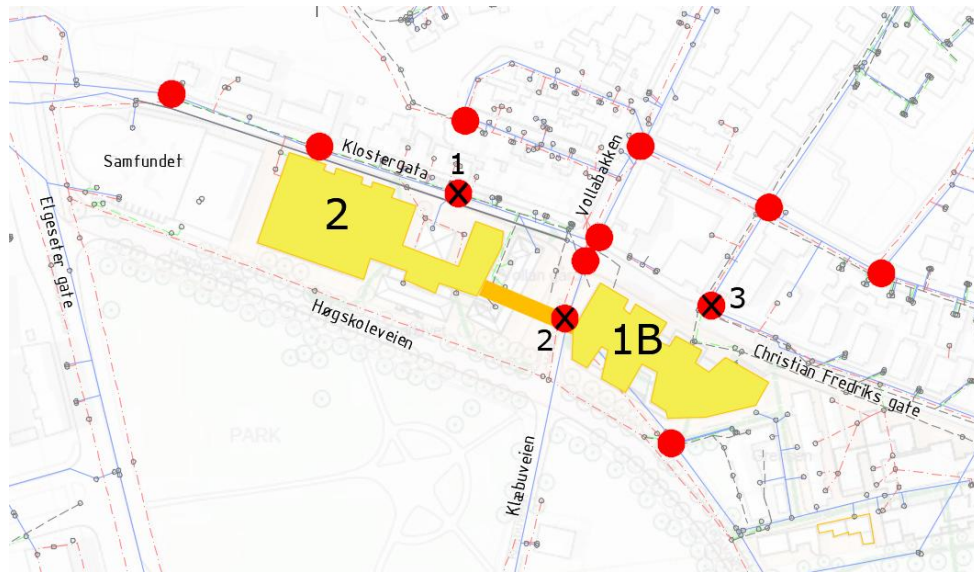 Samfundet
Klostergata
1
Vollabakken
Elgeseter gate
2
3
2
1B
Høgskoleveien
Christian Fredriks gate
PARK
Klæbuveien